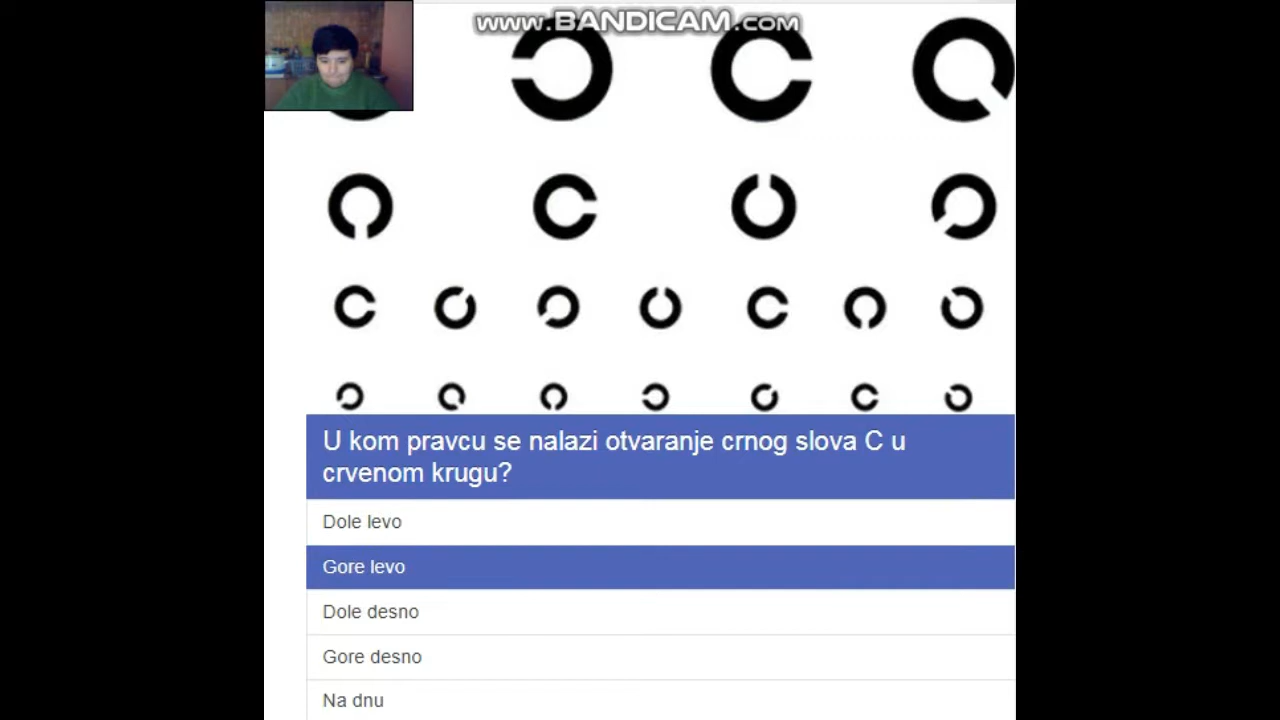 www.BANDICAM.com
U kom pravcu se nalazi otvaranje crnog slova C u
crvenom krugu?
Dole levo
Gore levo
Dole desno
Gore desno
Na dnu